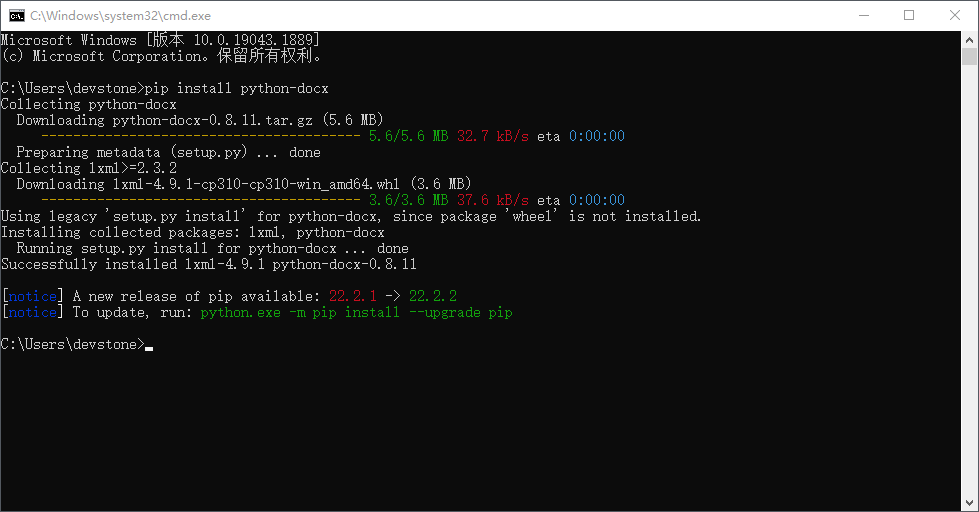 C:\Windows\system32\cmd.exe
Microsoft Windows [版本 10.0.19043.1889]
(c) Microsoft Corporation。保留所有权利。
C:\Users\devstone>pip install python-docx
Collecting python-docx
  Downloading python-docx-0.8.11.tar.gz (5.6 MB)
     ---------------------------------------- 5.6/5.6 MB 32.7 kB/s eta 0:00:00
  Preparing metadata (setup.py) ... done
Collecting lxml>=2.3.2
  Downloading lxml-4.9.1-cp310-cp310-win_amd64.whl (3.6 MB)
     ---------------------------------------- 3.6/3.6 MB 37.6 kB/s eta 0:00:00
Using legacy 'setup.py install' for python-docx, since package 'wheel' is not installed.
Installing collected packages: lxml, python-docx
  Running setup.py install for python-docx ... done
Successfully installed lxml-4.9.1 python-docx-0.8.11
[notice] A new release of pip available: 22.2.1 -> 22.2.2
[notice] To update, run: python.exe -m pip install --upgrade pip
C:\Users\devstone>